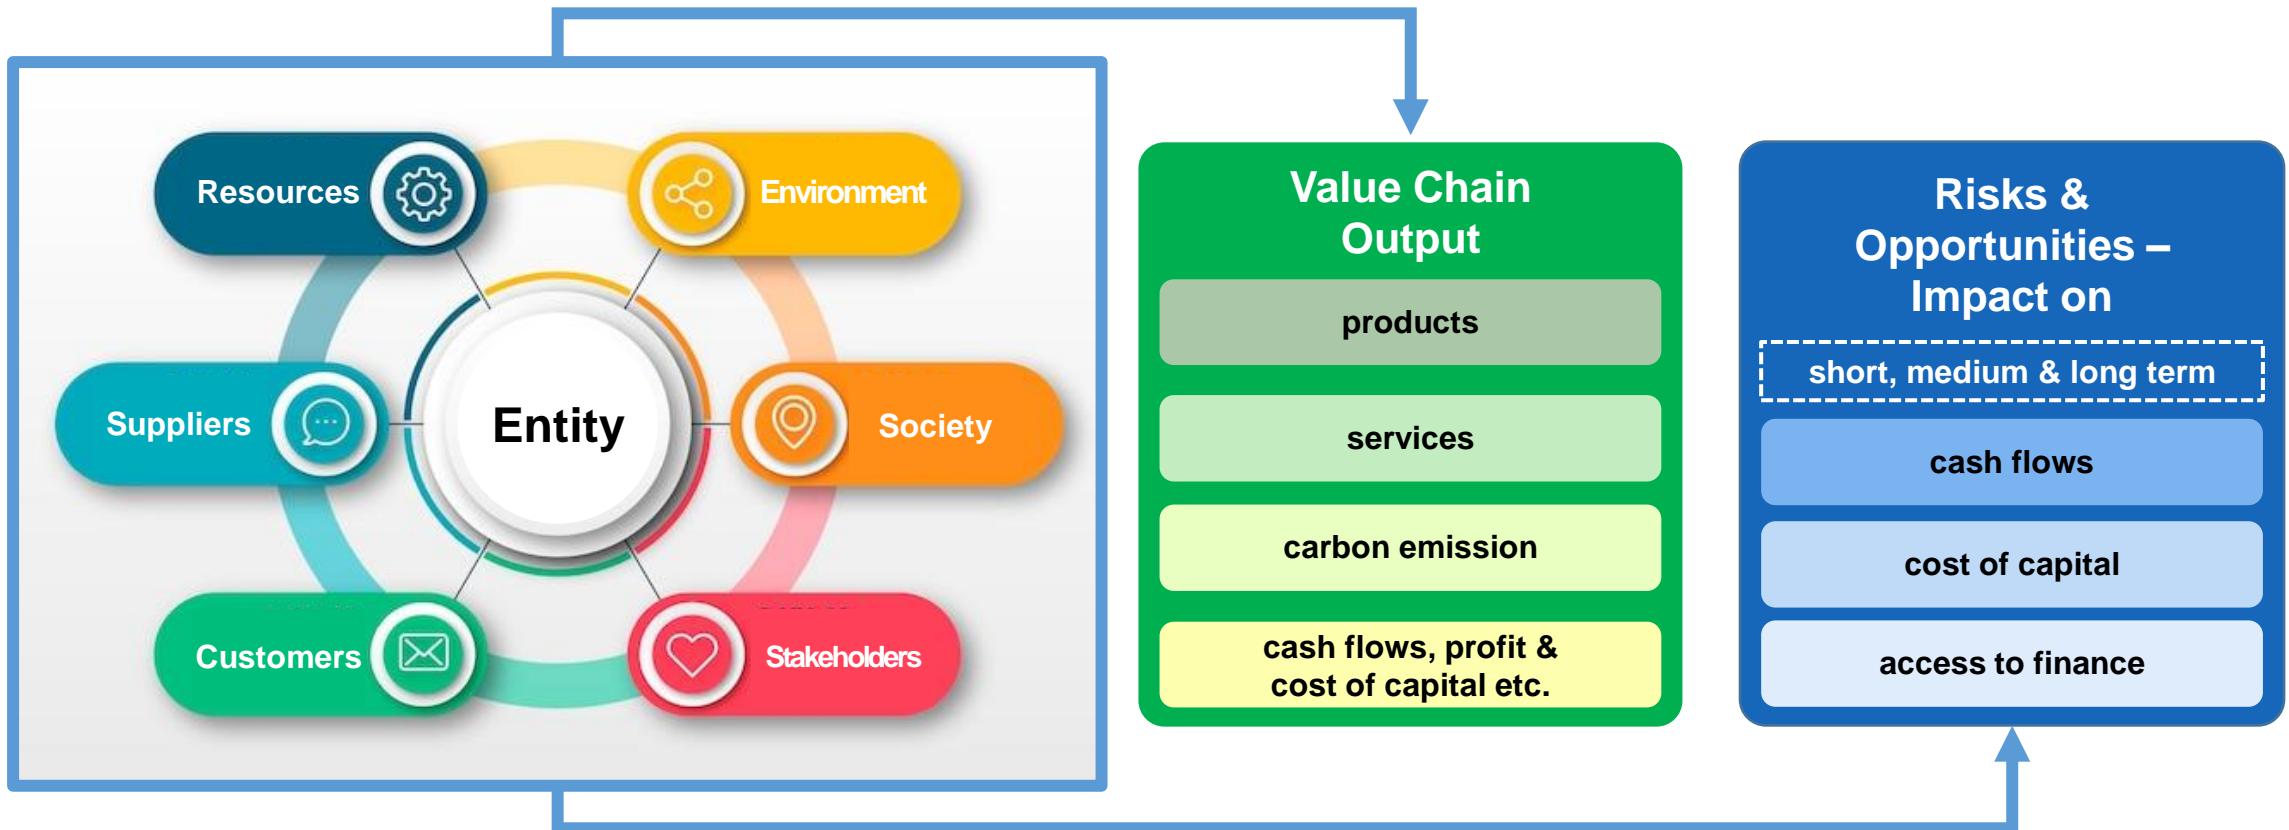 Resources
Environment
Suppliers
Entity
Society
Customers
Stakeholders
Value Chain
Output
products
services
carbon emission
cash flows, profit &
cost of capital etc.
Risks &
Opportunities –
Impact on
short, medium & long term
cash flows
cost of capital
access to finance